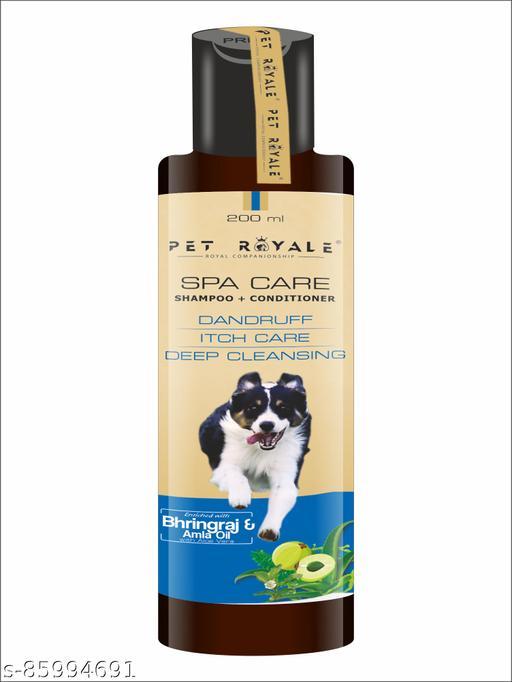 PET ROYALE®
PET ROYALE®
200 ml
PET ROYALE®
ROYAL COMPANIONSHIP
SPA CARE
SHAMPOO + CONDITIONER
DANDRUFF
ITCH CARE
DEEP CLEANSING
Enriched with
Bhringraj &
Amla Oil
with Aloe Vera
s-85994691